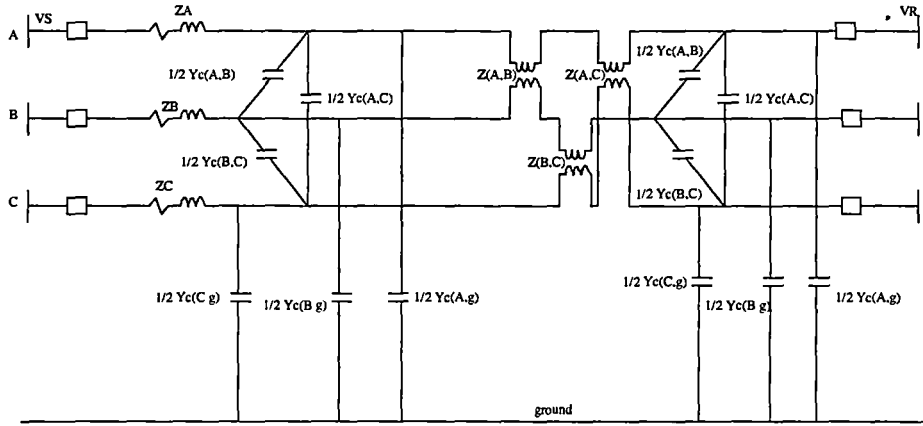 VS ZA VR
A
1/2 Yc(A,B) Z(A,B) Z(A,C) 1/2 Yc(A,B)
1/2 Yc(A,C) 1/2 Yc(A,C)
ZB
B
1/2 Yc(B,C) Z(B,C)
ZC 1/2 Yc(B,C)
C
1/2 Yc(C g) 1/2 Yc(B g) 1/2 Yc(A,g) 1/2 Yc(C,g) 1/2 Yc(B g) 1/2 Yc(A,g)
ground